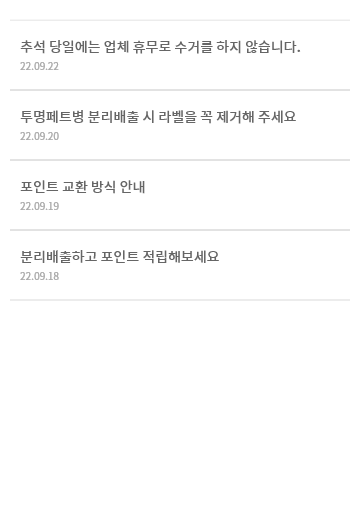 추석 당일에는 업체 휴무로 수거를 하지 않습니다.
22.09.22
투명페트병 분리배출 시 라벨을 꼭 제거해 주세요
22.09.20
포인트 교환 방식 안내
22.09.19
분리배출하고 포인트 적립해보세요
22.09.18